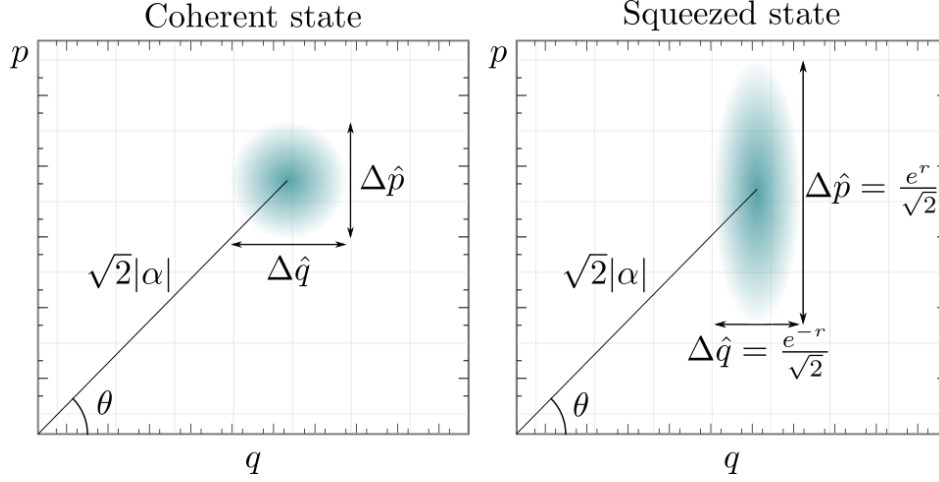 Coherent state
p
Δp̂
Δq̂
√2|α|
θ
q
Squeezed state
p
Δp̂ = e^r/√2
√2|α|
Δq̂ = e^{-r}/√2
θ
q